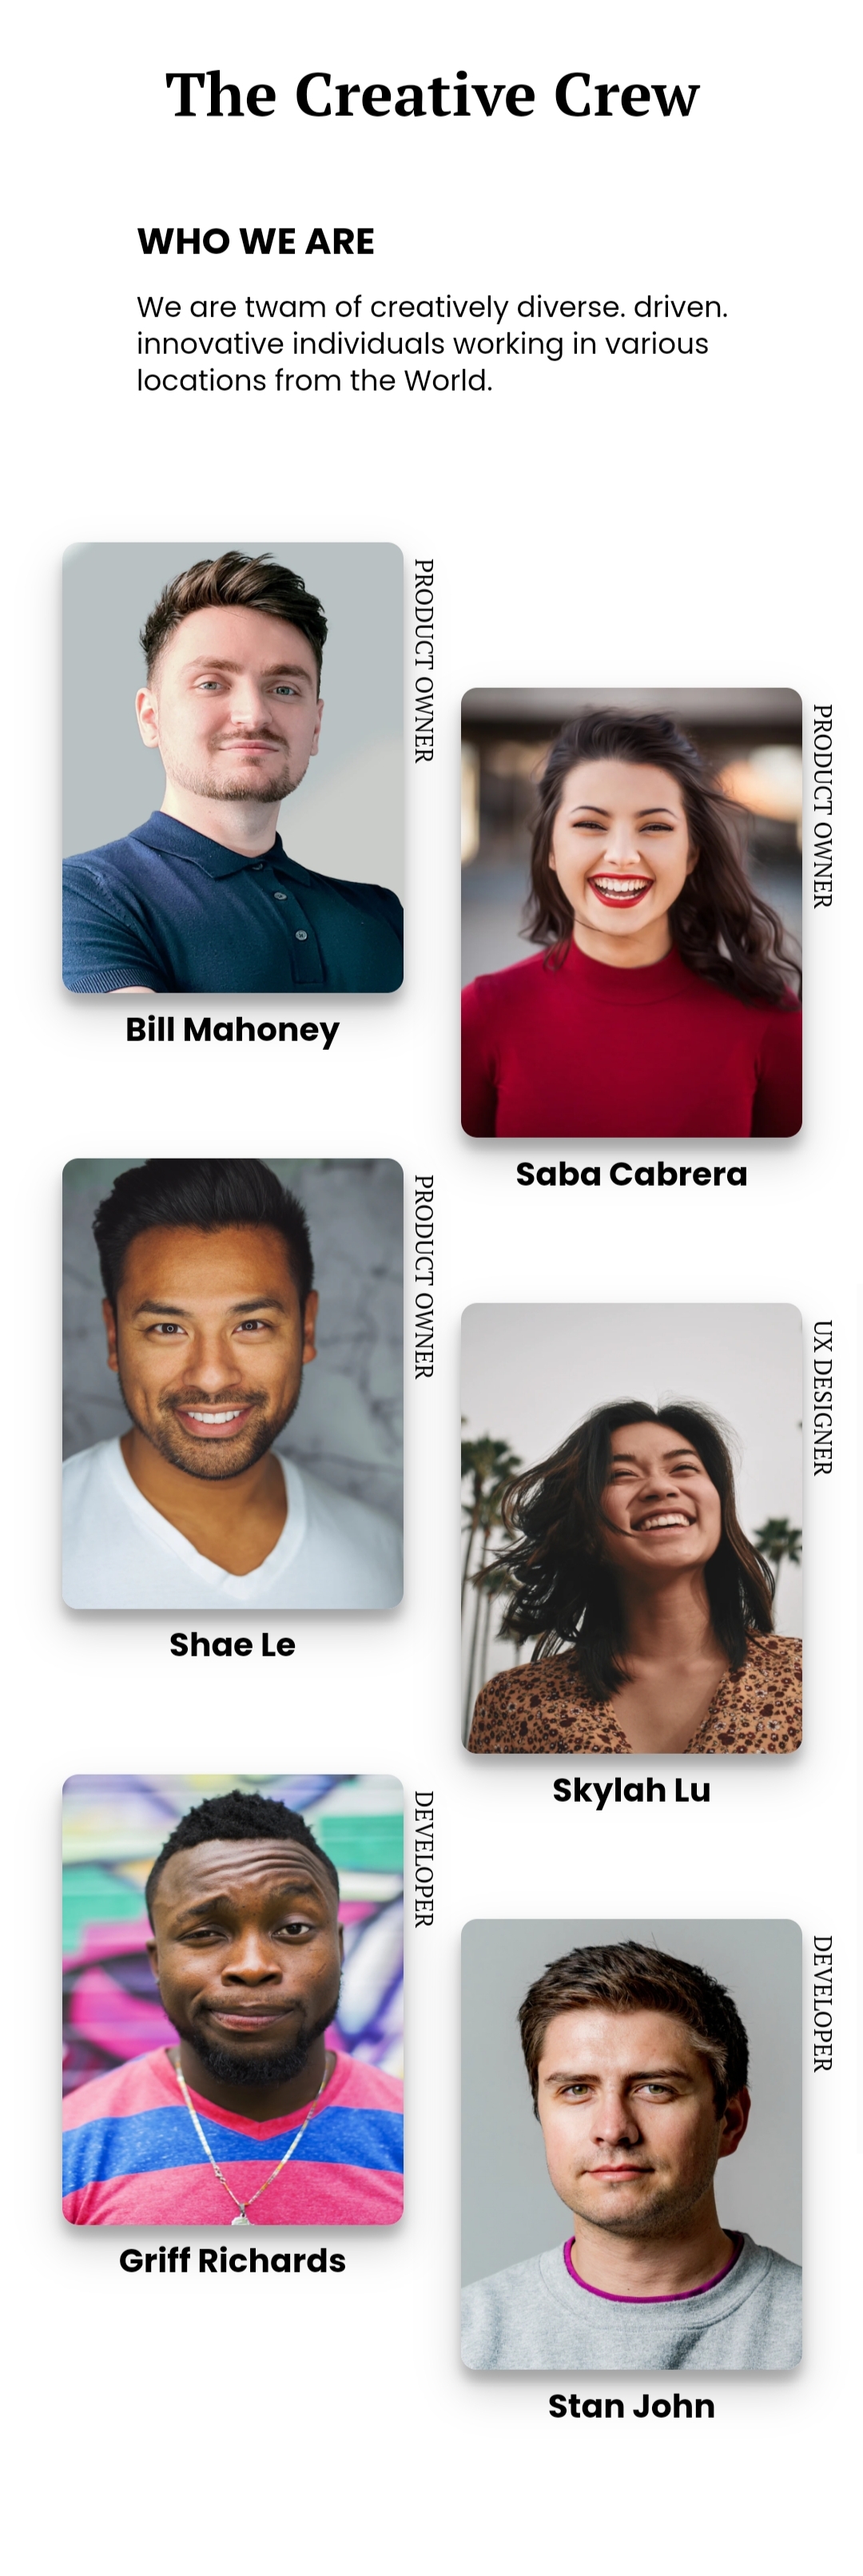 The Creative Crew
WHO WE ARE
We are twam of creatively diverse. driven.
innovative individuals working in various
locations from the World.
PRODUCT OWNER
Bill Mahoney
PRODUCT OWNER
Saba Cabrera
PRODUCT OWNER
Shae Le
UX DESIGNER
Skylah Lu
DEVELOPER
Griff Richards
DEVELOPER
Stan John